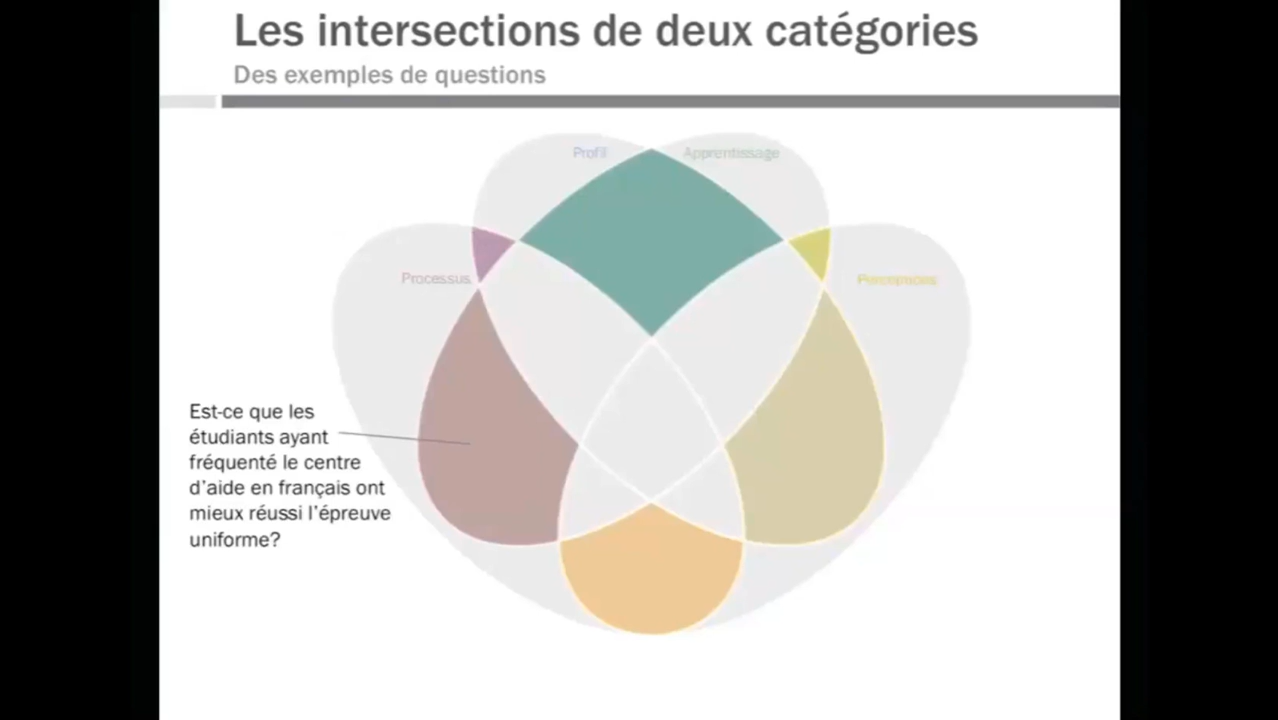 Les intersections de deux catégories
Des exemples de questions
Profil
Apprentissage
Processus
Perceptions
Est-ce que les
étudiants ayant
fréquenté le centre
d'aide en français ont
mieux réussi l'épreuve
uniforme?